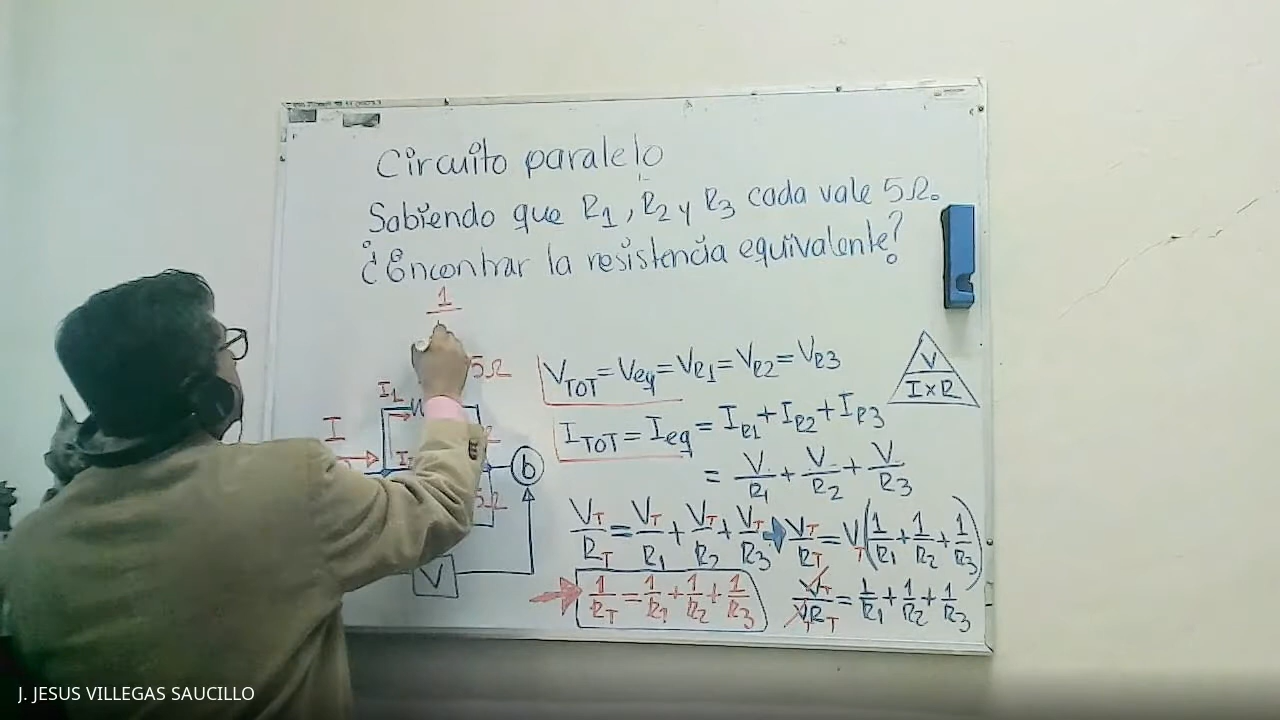 Circuito paralelo
Sabiendo que R1, R2 y R3 cada vale 5Ω.
¿Encontrar la resistencia equivalente?
1
5Ω
I1
I
5Ω
b
V
V
I×R
VTOT = Veq = VR1 = VR2 = VR3
ITOT = Ieq = IR1 + IR2 + IR3
= V/R1 + V/R2 + V/R3
VT/RT = VT/R1 + VT/R2 + VT/R3
VT/RT = VT(1/R1 + 1/R2 + 1/R3)
1/RT = 1/R1 + 1/R2 + 1/R3
VT/VTRT = 1/R1 + 1/R2 + 1/R3
J. JESUS VILLEGAS SAUCILLO